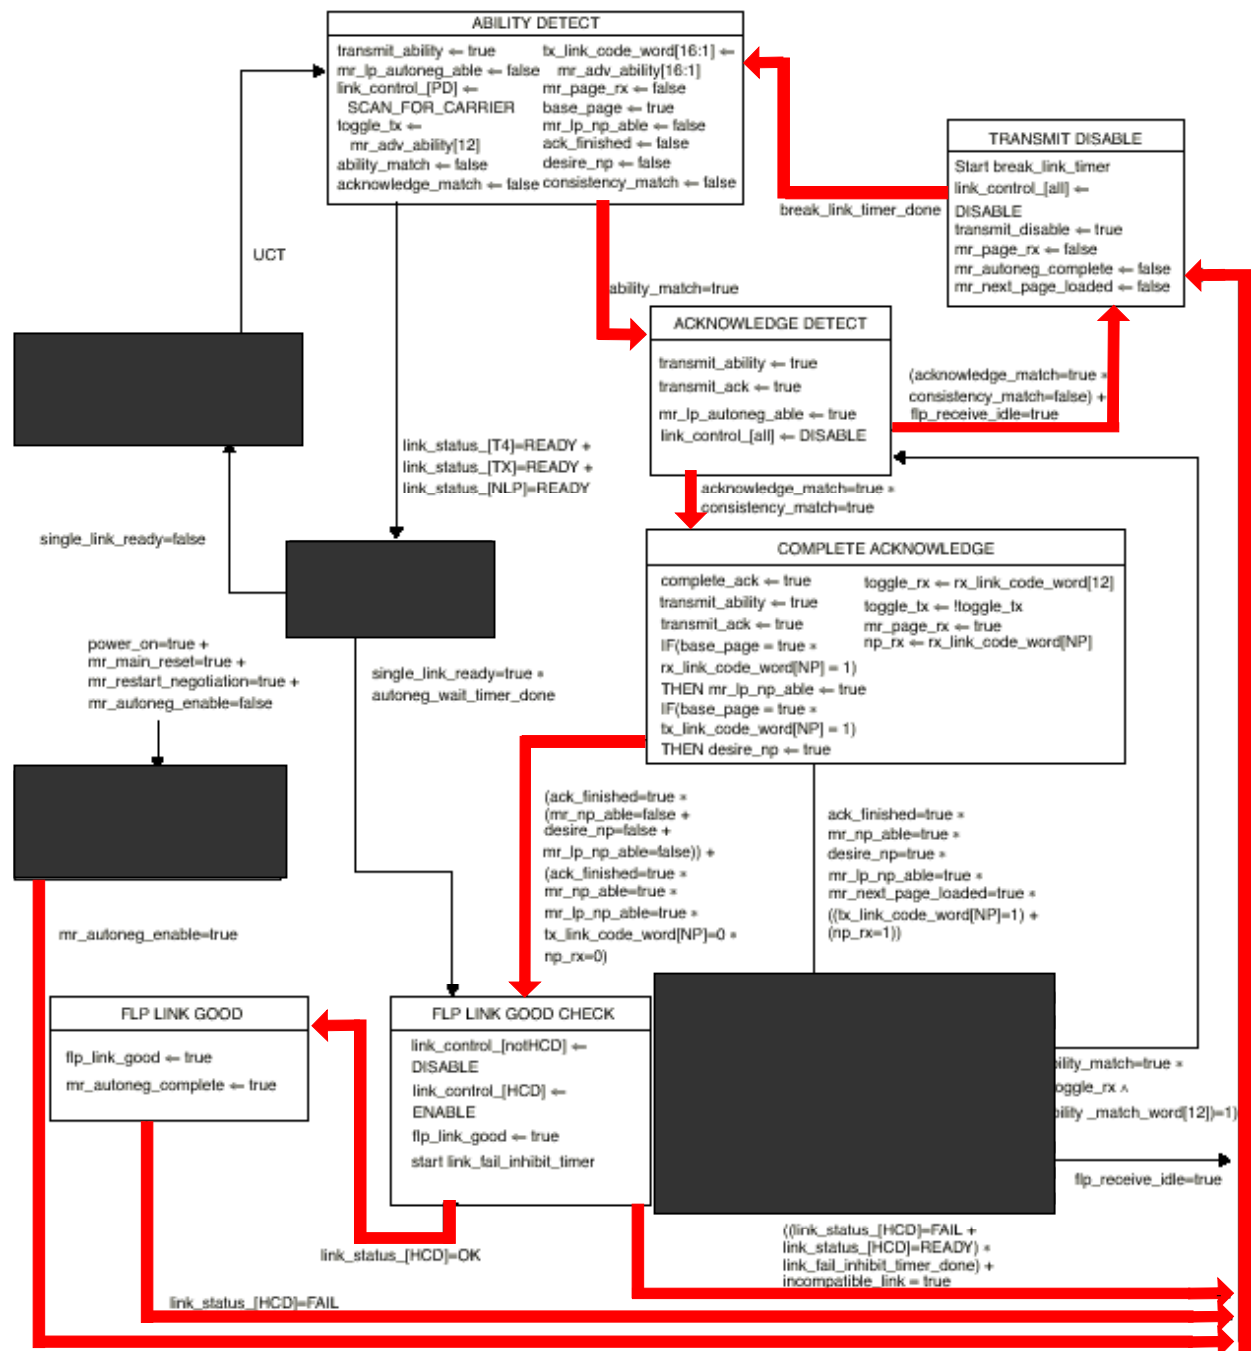 ABILITY DETECT
transmit_ability ⇐ true
mr_lp_autoneg_able ⇐ false
link_control_[PD] ⇐
SCAN_FOR_CARRIER
toggle_tx ⇐
mr_adv_ability[12]
ability_match ⇐ false
acknowledge_match ⇐ false
tx_link_code_word[16:1] ⇐
mr_adv_ability[16:1]
mr_page_rx ⇐ false
base_page ⇐ true
mr_lp_np_able ⇐ false
ack_finished ⇐ false
desire_np ⇐ false
consistency_match ⇐ false
TRANSMIT DISABLE
Start break_link_timer
link_control_[all] ⇐
DISABLE
transmit_disable ⇐ true
mr_page_rx ⇐ false
mr_autoneg_complete ⇐ false
mr_next_page_loaded ⇐ false
break_link_timer_done
UCT
ability_match=true
ACKNOWLEDGE DETECT
transmit_ability ⇐ true
transmit_ack ⇐ true
mr_lp_autoneg_able ⇐ true
link_control_[all] ⇐ DISABLE
(acknowledge_match=true *
consistency_match=false) +
flp_receive_idle=true
link_status_[T4]=READY +
link_status_[TX]=READY +
link_status_[NLP]=READY
acknowledge_match=true *
consistency_match=true
single_link_ready=false
COMPLETE ACKNOWLEDGE
complete_ack ⇐ true
transmit_ability ⇐ true
transmit_ack ⇐ true
IF(base_page = true *
rx_link_code_word[NP] = 1)
THEN mr_lp_np_able ⇐ true
IF(base_page = true *
tx_link_code_word[NP] = 1)
THEN desire_np ⇐ true
toggle_rx ⇐ rx_link_code_word[12]
toggle_tx ⇐ !toggle_tx
mr_page_rx ⇐ true
np_rx ⇐ rx_link_code_word[NP]
power_on=true +
mr_main_reset=true +
mr_restart_negotiation=true +
mr_autoneg_enable=false
single_link_ready=true *
autoneg_wait_timer_done
(ack_finished=true *
(mr_np_able=false +
desire_np=false +
mr_lp_np_able=false)) +
(ack_finished=true *
mr_np_able=true *
mr_lp_np_able=true *
tx_link_code_word[NP]=0 *
np_rx=0)
ack_finished=true *
mr_np_able=true *
desire_np=true *
mr_lp_np_able=true *
mr_next_page_loaded=true *
((tx_link_code_word[NP]=1) +
(np_rx=1))
mr_autoneg_enable=true
FLP LINK GOOD
flp_link_good ⇐ true
mr_autoneg_complete ⇐ true
FLP LINK GOOD CHECK
link_control_[notHCD] ⇐
DISABLE
link_control_[HCD] ⇐
ENABLE
flp_link_good ⇐ true
start link_fail_inhibit_timer
ility_match=true *
oggle_rx ^
ility _match_word[12])=1)
flp_receive_idle=true
link_status_[HCD]=OK
((link_status_[HCD]=FAIL +
link_status_[HCD]=READY) *
link_fail_inhibit_timer_done) +
incompatible_link = true
link_status_[HCD]=FAIL